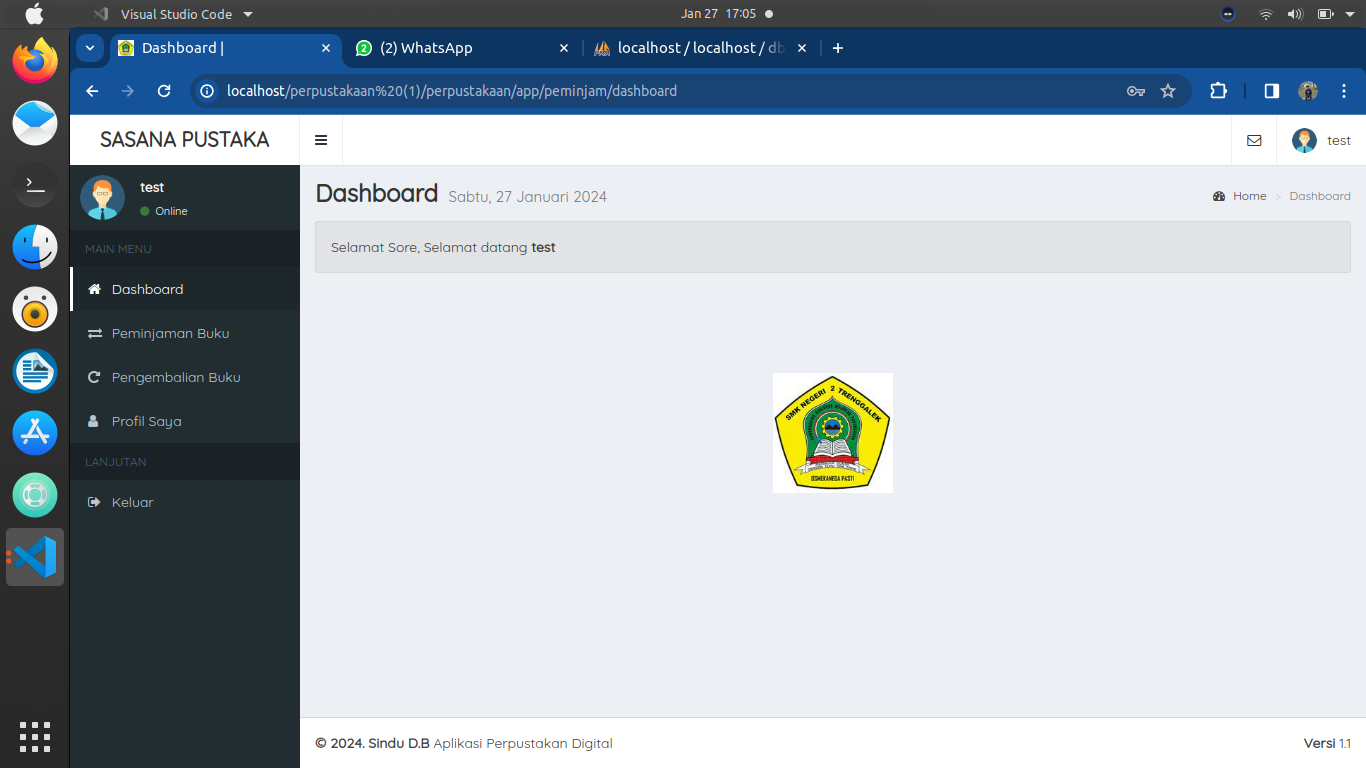 Visual Studio Code
Jan 27 17:05
Dashboard |
(2) WhatsApp
localhost / localhost / db
localhost/perpustakaan%20(1)/perpustakaan/app/peminjam/dashboard
SASANA PUSTAKA
test
test
Online
MAIN MENU
Dashboard
Peminjaman Buku
Pengembalian Buku
Profil Saya
LANJUTAN
Keluar
Dashboard Sabtu, 27 Januari 2024
Home > Dashboard
Selamat Sore, Selamat datang test
SMK NEGERI 2 TRENGGALEK
OSMEKANEDA PASTI
© 2024. Sindu D.B Aplikasi Perpustakan Digital
Versi 1.1